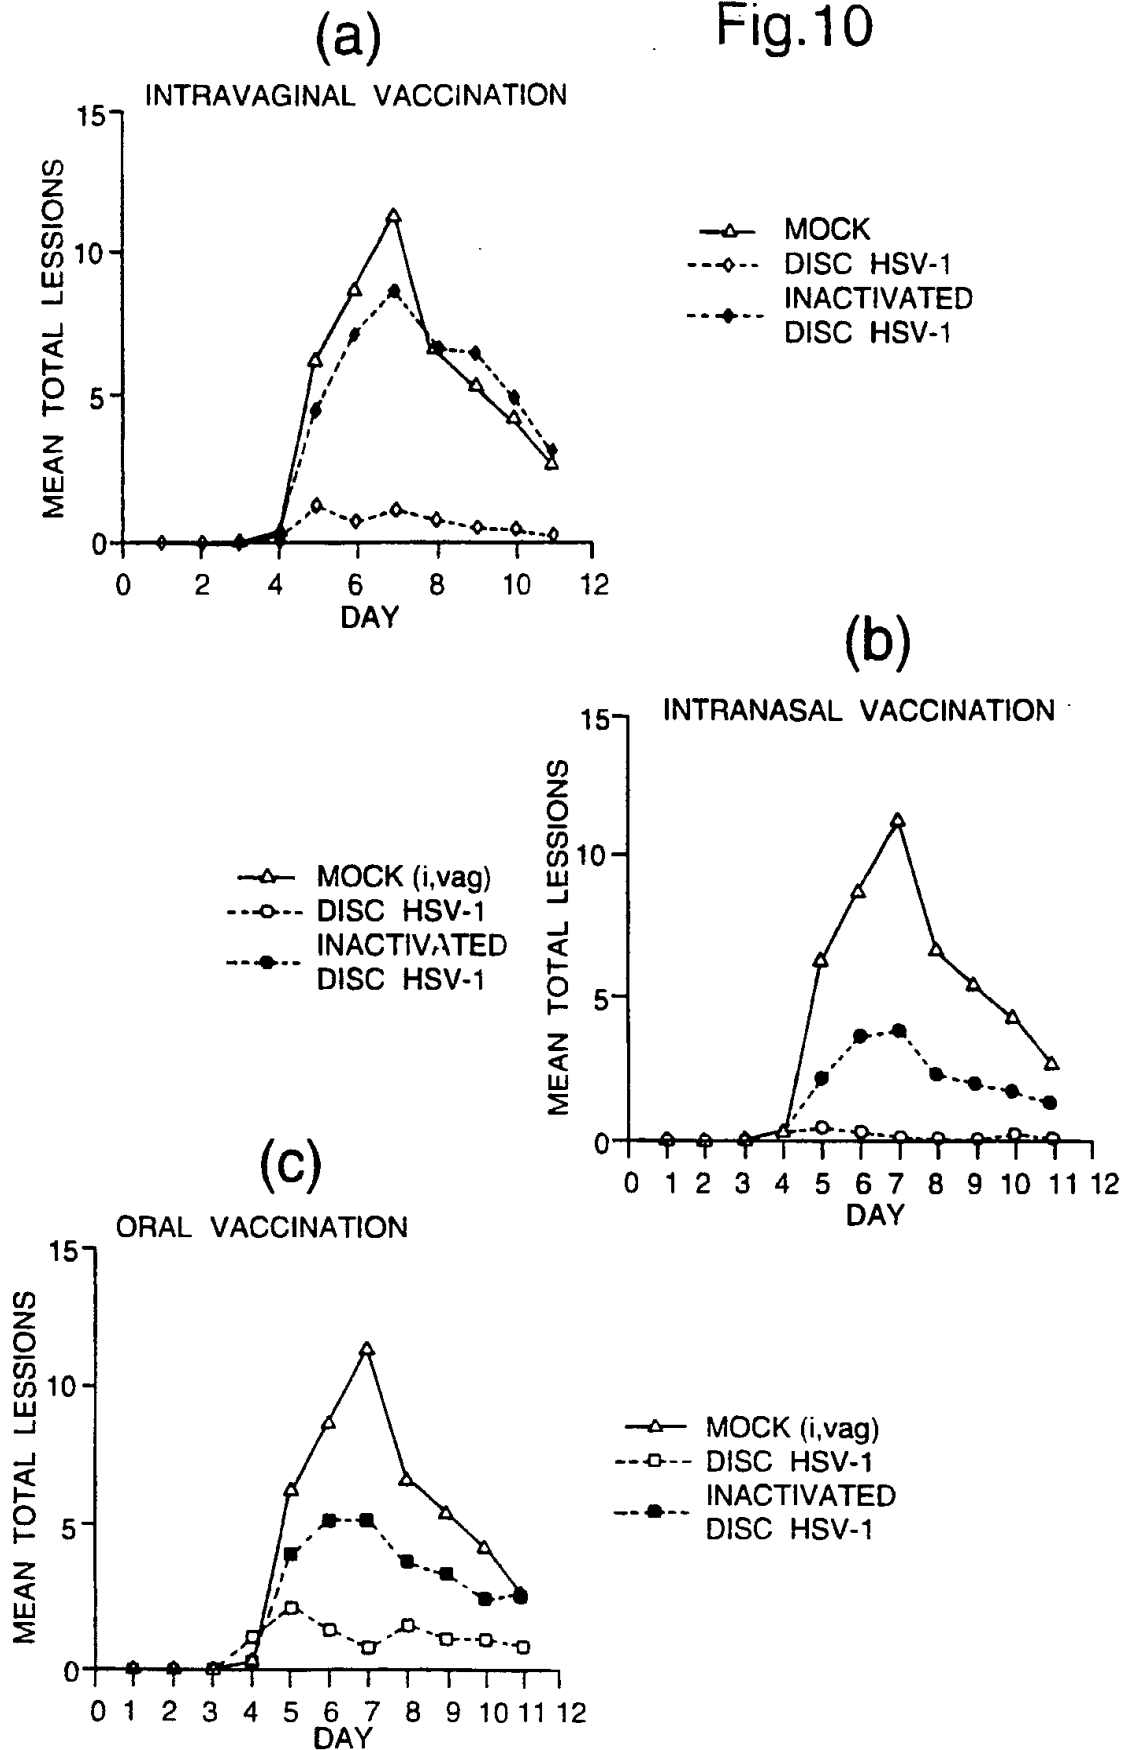 (a)
Fig.10
INTRAVAGINAL VACCINATION
15
10
5
0
MEAN TOTAL LESSIONS
0 2 4 6 8 10 12
DAY
MOCK
DISC HSV-1
INACTIVATED
DISC HSV-1
(b)
INTRANASAL VACCINATION
15
10
5
0
MEAN TOTAL LESSIONS
0 1 2 3 4 5 6 7 8 9 10 11 12
DAY
MOCK (i,vag)
DISC HSV-1
INACTIVATED
DISC HSV-1
(c)
ORAL VACCINATION
15
10
5
0
MEAN TOTAL LESSIONS
0 1 2 3 4 5 6 7 8 9 10 11 12
DAY
MOCK (i,vag)
DISC HSV-1
INACTIVATED
DISC HSV-1